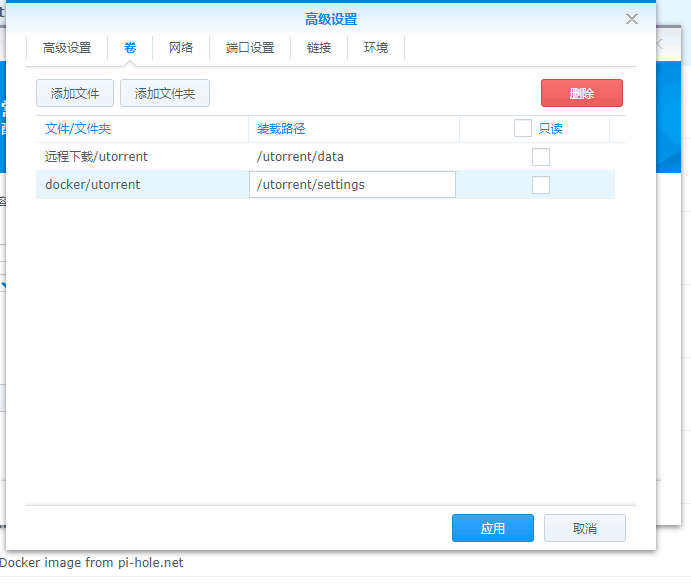 高级设置
高级设置 卷 网络 端口设置 链接 环境
添加文件 添加文件夹 删除
文件/文件夹 装载路径 只读
远程下载/utorrent /utorrent/data
docker/utorrent /utorrent/settings
应用 取消
Docker image from pi-hole.net